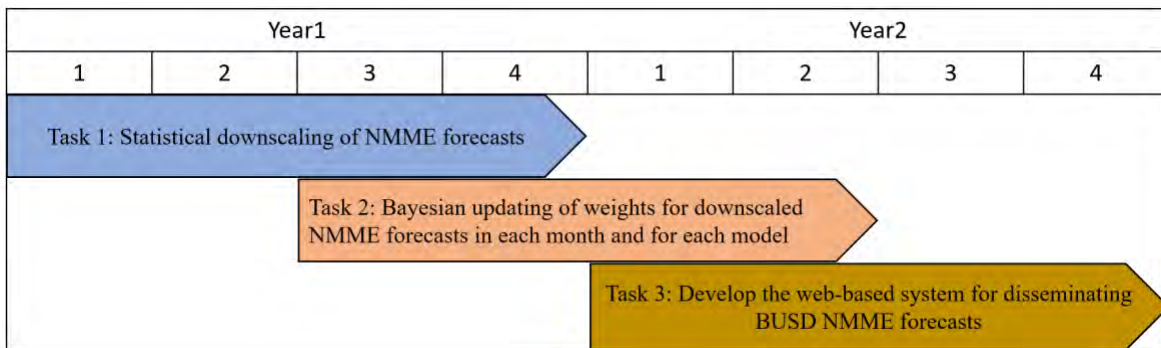 Year1 Year2
1 2 3 4 1 2 3 4
Task 1: Statistical downscaling of NMME forecasts
Task 2: Bayesian updating of weights for downscaled
NMME forecasts in each month and for each model
Task 3: Develop the web-based system for disseminating
BUSD NMME forecasts